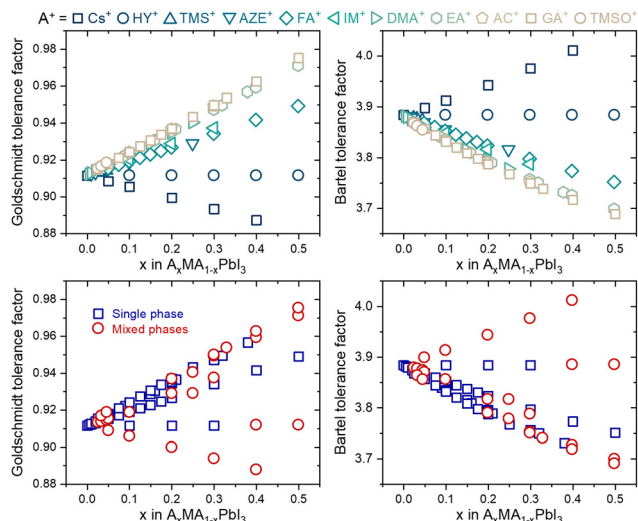 A⁺ = Cs⁺ HY⁺ TMS⁺ AZE⁺ FA⁺ IM⁺ DMA⁺ EA⁺ AC⁺ GA⁺ TMSO⁺
Goldschmidt tolerance factor
0.98
0.96
0.94
0.92
0.90
0.88
0.0 0.1 0.2 0.3 0.4 0.5
x in AₓMA₁₋ₓPbI₃
Bartel tolerance factor
4.0
3.9
3.8
3.7
0.0 0.1 0.2 0.3 0.4 0.5
x in AₓMA₁₋ₓPbI₃
Goldschmidt tolerance factor
0.98
0.96
0.94
0.92
0.90
0.88
Single phase
Mixed phases
0.0 0.1 0.2 0.3 0.4 0.5
x in AₓMA₁₋ₓPbI₃
Bartel tolerance factor
4.0
3.9
3.8
3.7
0.0 0.1 0.2 0.3 0.4 0.5
x in AₓMA₁₋ₓPbI₃